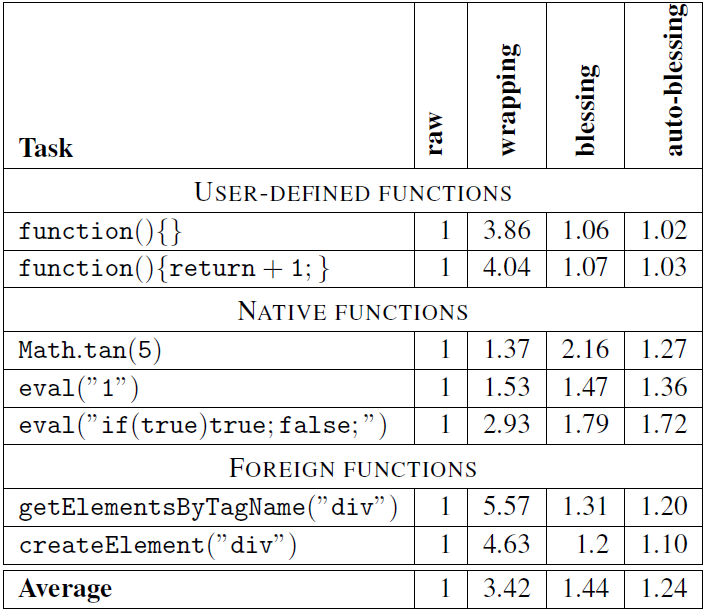 Task raw wrapping blessing auto-blessing
USER-DEFINED FUNCTIONS
function(){} 1 3.86 1.06 1.02
function(){return + 1; } 1 4.04 1.07 1.03
NATIVE FUNCTIONS
Math.tan(5) 1 1.37 2.16 1.27
eval(”1”) 1 1.53 1.47 1.36
eval(”if(true)true; false; ”) 1 2.93 1.79 1.72
FOREIGN FUNCTIONS
getElementsByTagName(”div”) 1 5.57 1.31 1.20
createElement(”div”) 1 4.63 1.2 1.10
Average 1 3.42 1.44 1.24